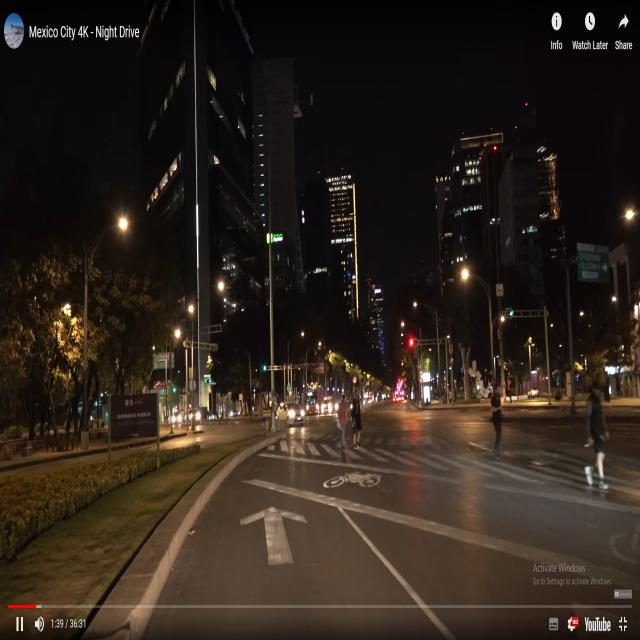 Mexico City 4K - Night Drive
Info
Watch Later
Share
Activate Windows
Go to Settings to activate Windows.
1:39 / 36:31
YouTube